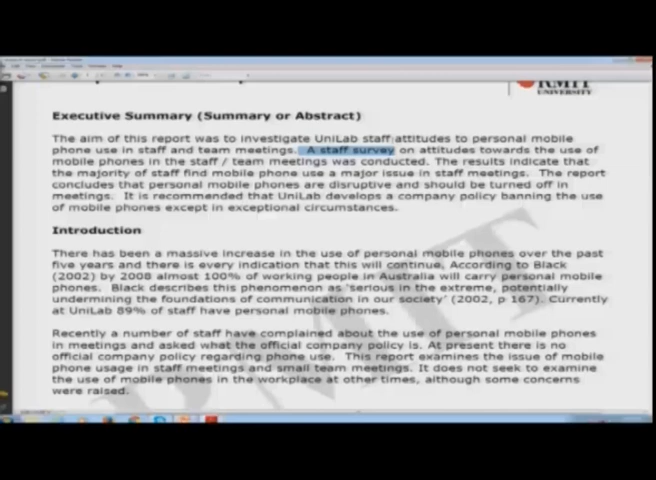 RMIT
UNIVERSITY
Executive Summary (Summary or Abstract)
The aim of this report was to investigate UniLab staff attitudes to personal mobile
phone use in staff and team meetings. A staff survey on attitudes towards the use of
mobile phones in the staff / team meetings was conducted. The results indicate that
the majority of staff find mobile phone use a major issue in staff meetings. The report
concludes that personal mobile phones are disruptive and should be turned off in
meetings. It is recommended that UniLab develops a company policy banning the use
of mobile phones except in exceptional circumstances.
Introduction
There has been a massive increase in the use of personal mobile phones over the past
five years and there is every indication that this will continue. According to Black
(2002) by 2008 almost 100% of working people in Australia will carry personal mobile
phones. Black describes this phenomenon as 'serious in the extreme, potentially
undermining the foundations of communication in our society' (2002, p 167). Currently
at UniLab 89% of staff have personal mobile phones.
Recently a number of staff have complained about the use of personal mobile phones
in meetings and asked what the official company policy is. At present there is no
official company policy regarding phone use. This report examines the issue of mobile
phone usage in staff meetings and small team meetings. It does not seek to examine
the use of mobile phones in the workplace at other times, although some concerns
were raised.